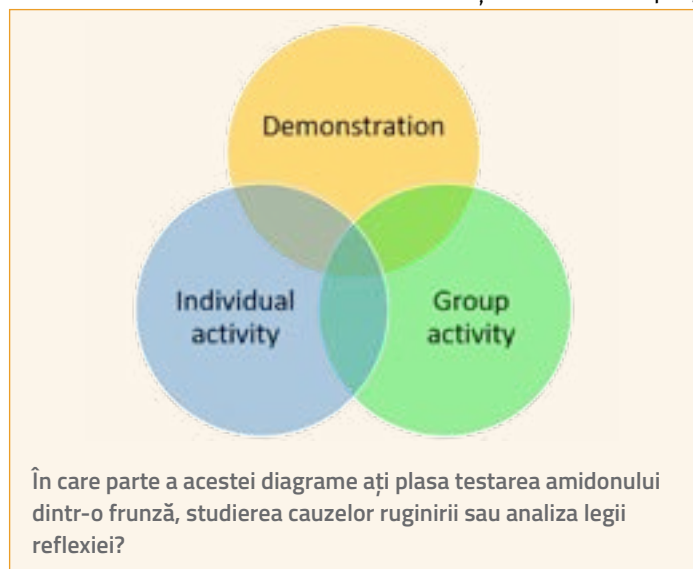 Demonstration
Individual
activity
Group
activity
În care parte a acestei diagrame ați plasa testarea amidonului
dintr-o frunză, studierea cauzelor ruginirii sau analiza legii
reflexiei?